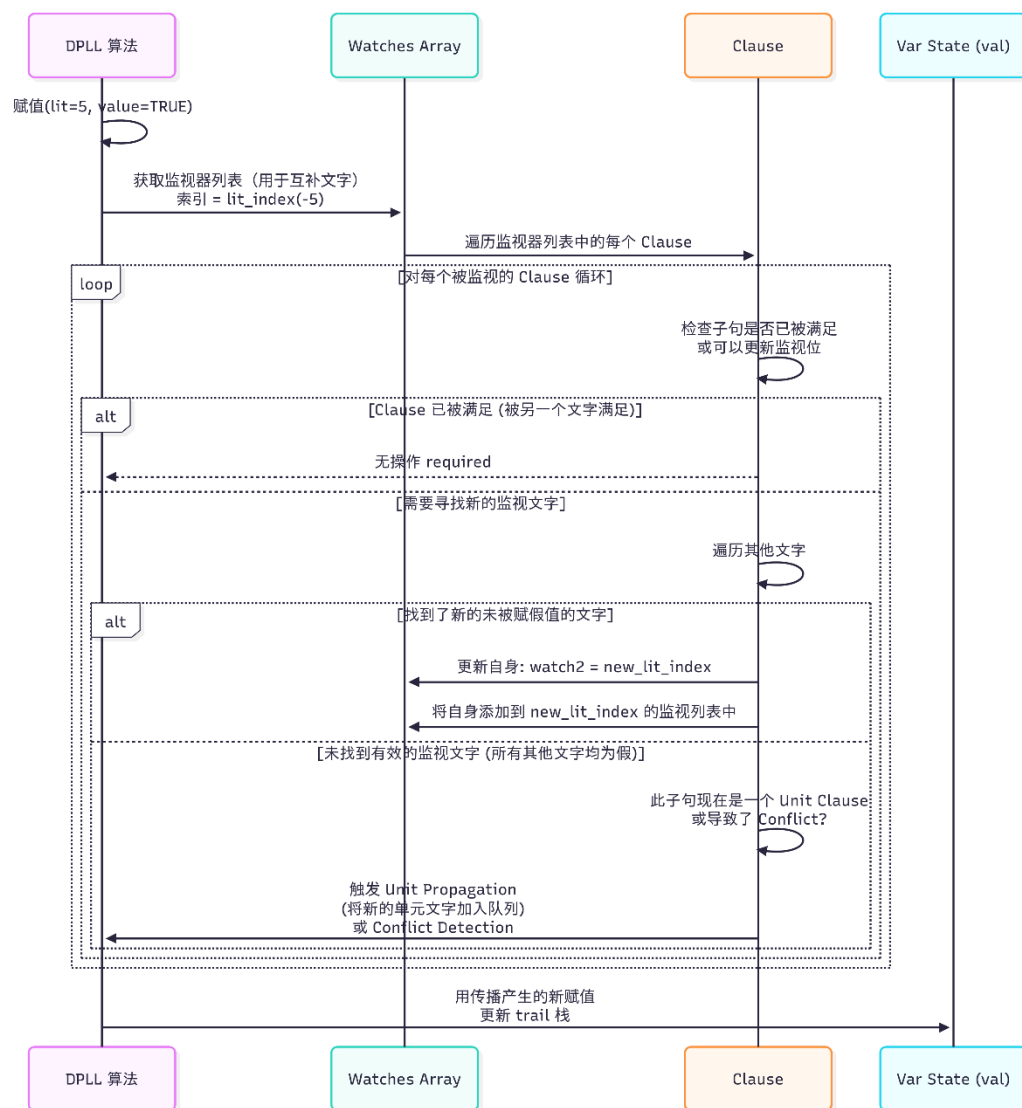 DPLL 算法
Watches Array
Clause
Var State (val)
赋值(lit=5, value=TRUE)
获取监视器列表（用于互补文字）
索引 = lit_index(-5)
遍历监视器列表中的每个 Clause
loop
[对每个被监视的 Clause 循环]
检查子句是否已被满足
或可以更新监视位
alt
[Clause 已被满足 (被另一个文字满足)]
无操作 required
[需要寻找新的监视文字]
遍历其他文字
alt
[找到了新的未被赋假值的文字]
更新自身: watch2 = new_lit_index
将自身添加到 new_lit_index 的监视列表中
[未找到有效的监视文字 (所有其他文字均为假)]
此子句现在是一个 Unit Clause
或导致了 Conflict?
触发 Unit Propagation
(将新的单元文字加入队列)
或 Conflict Detection
用传播产生的新赋值
更新 trail 栈
DPLL 算法
Watches Array
Clause
Var State (val)